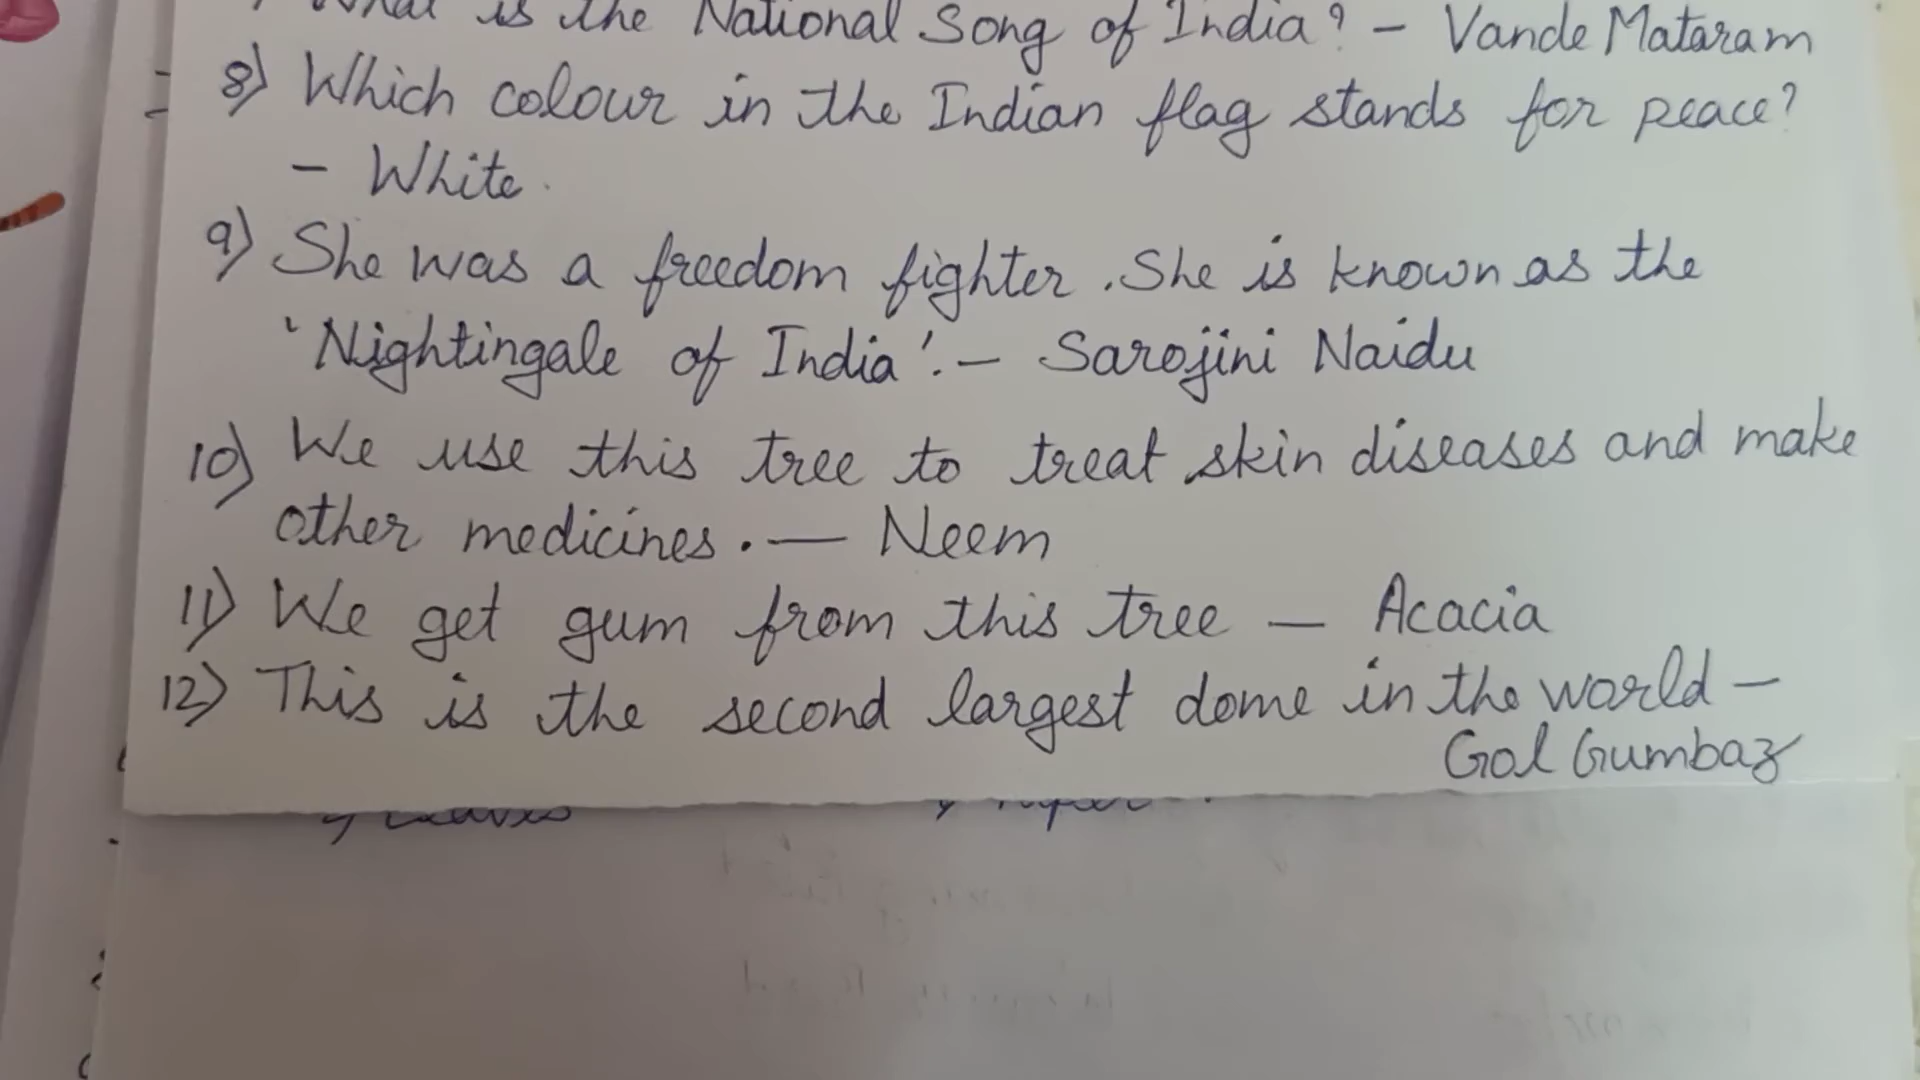 What is the National Song of India? - Vande Mataram
8) Which colour in the Indian flag stands for peace?
- White.
9) She was a freedom fighter. She is known as the
'Nightingale of India'. - Sarojini Naidu
10) We use this tree to treat skin diseases and make
other medicines. — Neem
11) We get gum from this tree — Acacia
12) This is the second largest dome in the world —
Gol Gumbaz